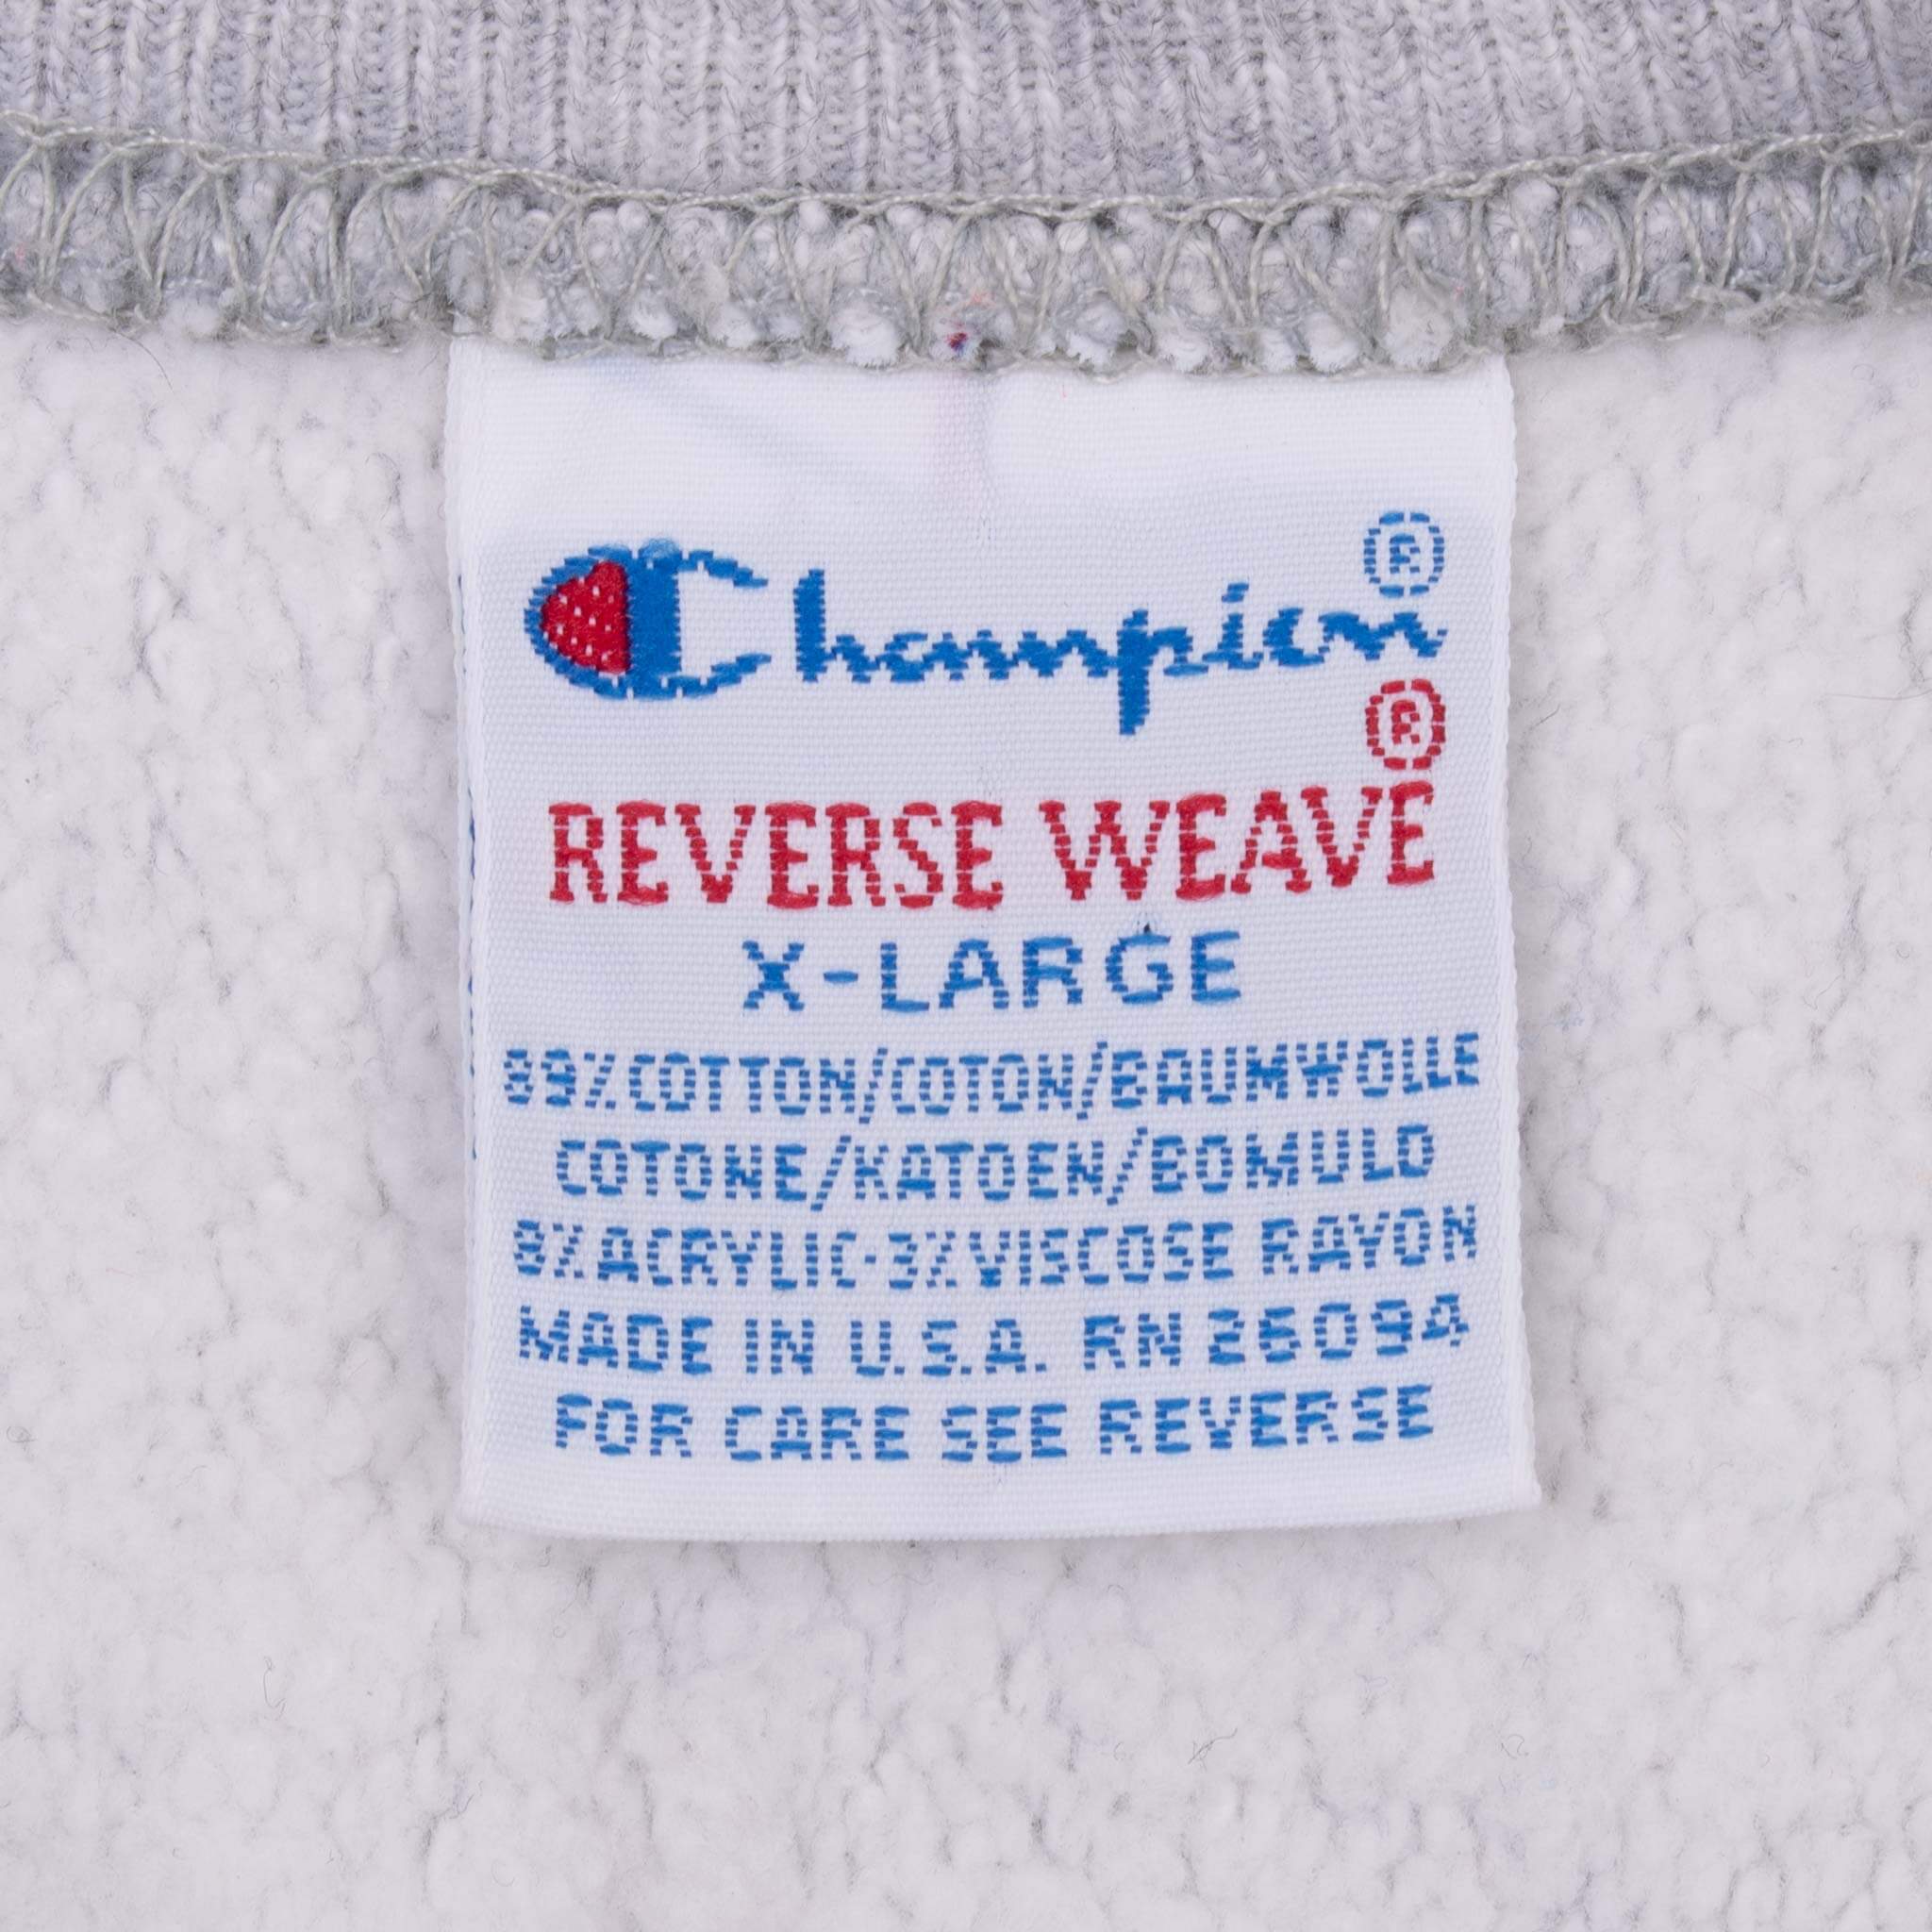 Champion®
®
REVERSE WEAVE
X-LARGE
89%COTTON/COTON/BAUMWOLLE
COTONE/KATOEN/BOMULD
8%ACRYLIC-3%VISCOSE RAYON
MADE IN U.S.A. RN 26094
FOR CARE SEE REVERSE